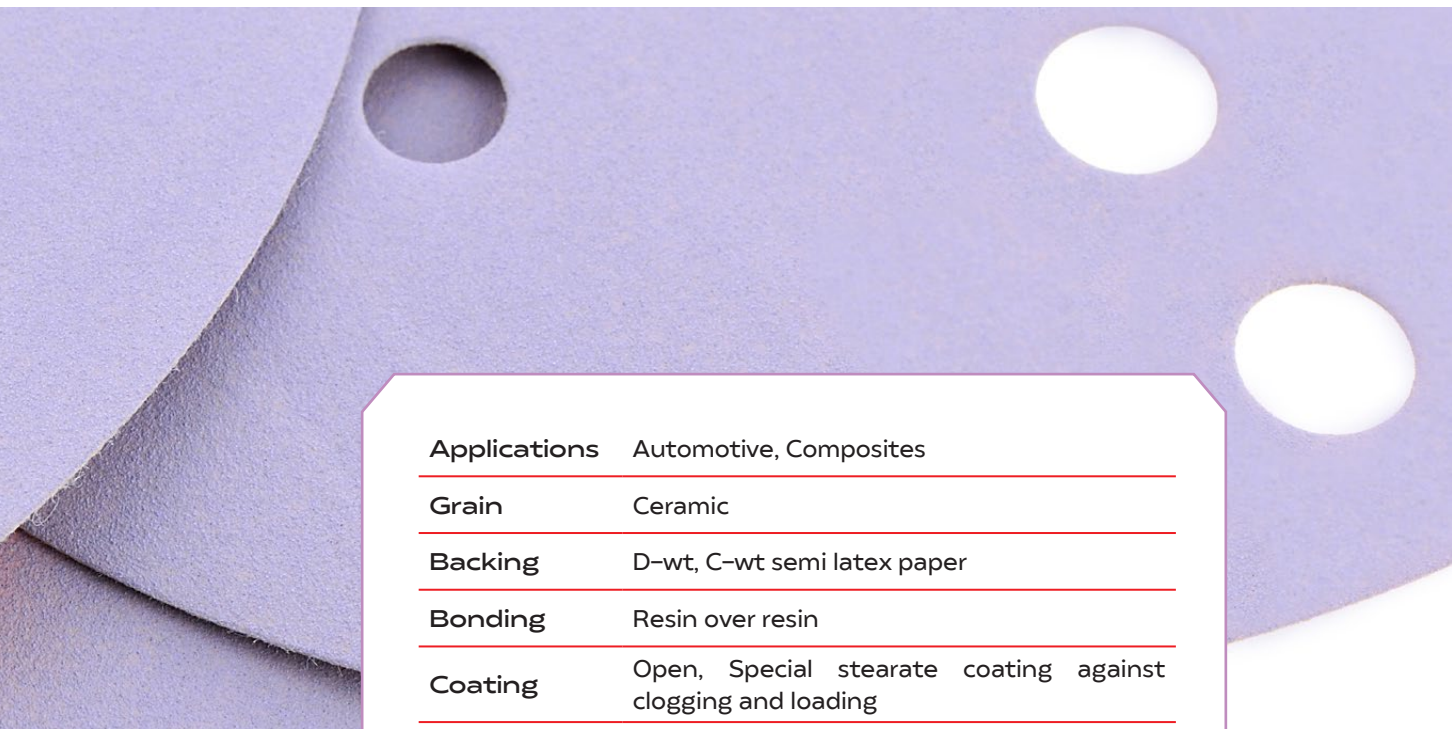 Applications Automotive, Composites
Grain Ceramic
Backing D-wt, C-wt semi latex paper
Bonding Resin over resin
Coating Open, Special stearate coating against
clogging and loading